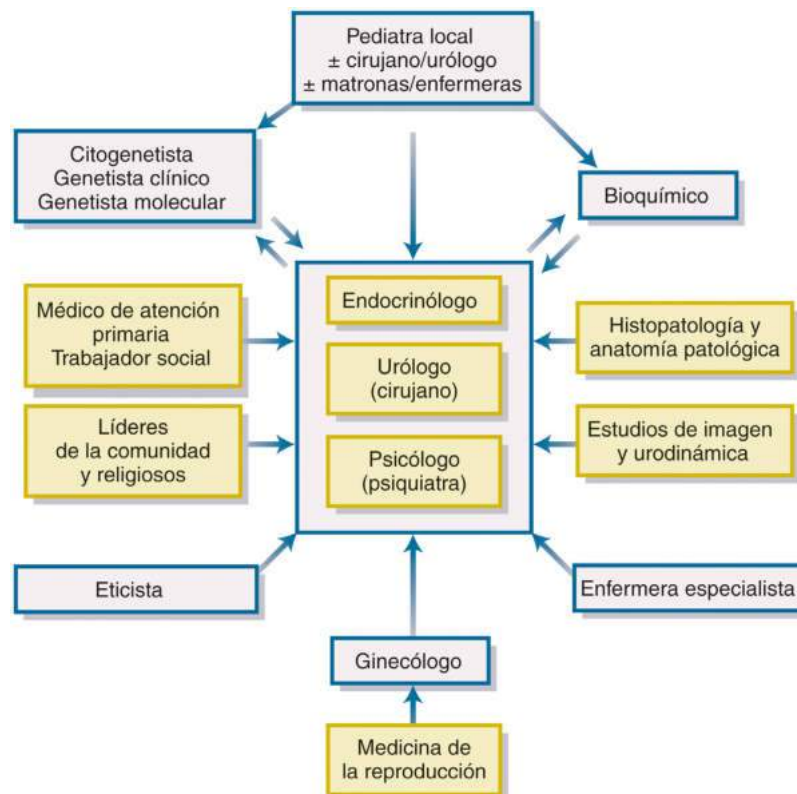 Pediatra local
± cirujano/urólogo
± matronas/enfermeras
Citogenetista
Genetista clínico
Genetista molecular
Bioquímico
Endocrinólogo
Urólogo
(cirujano)
Psicólogo
(psiquiatra)
Médico de atención
primaria
Trabajador social
Líderes
de la comunidad
y religiosos
Histopatología y
anatomía patológica
Estudios de imagen
y urodinámica
Eticista
Enfermera especialista
Ginecólogo
Medicina de
la reproducción